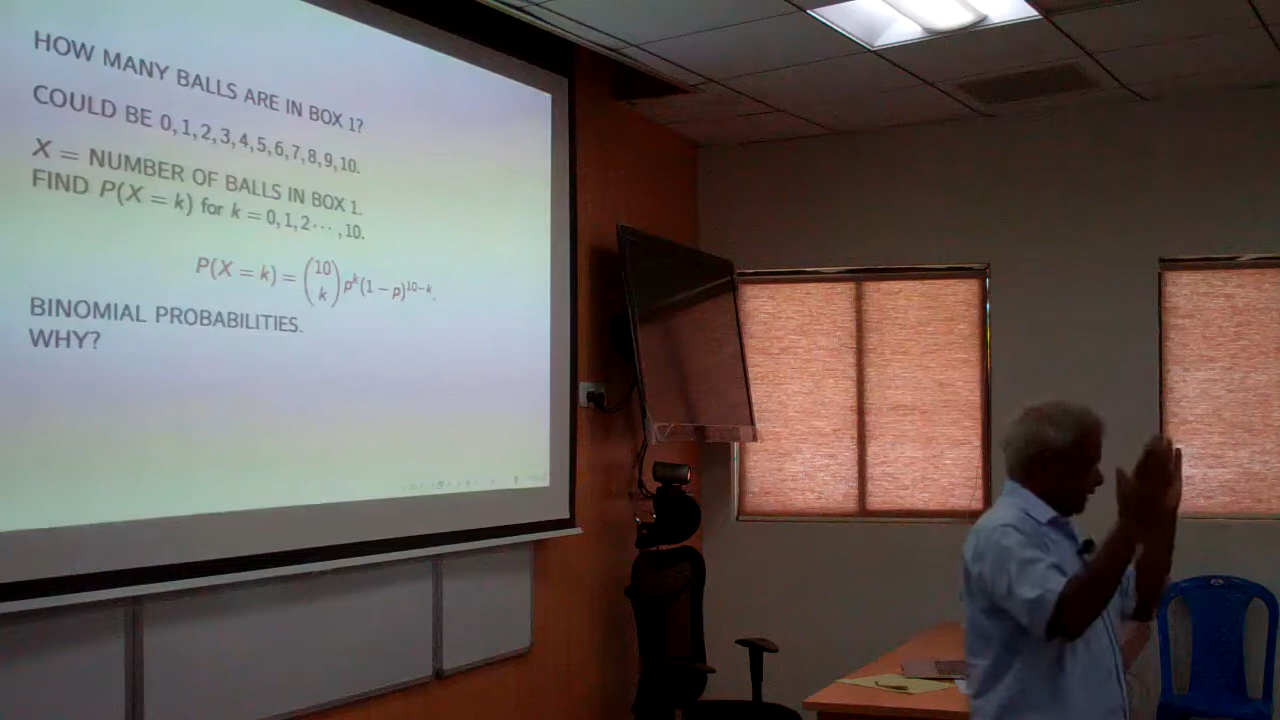 HOW MANY BALLS ARE IN BOX 1?
COULD BE 0, 1, 2, 3, 4, 5, 6, 7, 8, 9, 10.
X = NUMBER OF BALLS IN BOX 1.
FIND P(X = k) for k = 0, 1, 2 ⋯ , 10.
P(X = k) = (10 k) p^k (1 − p)^{10−k}.
BINOMIAL PROBABILITIES.
WHY?